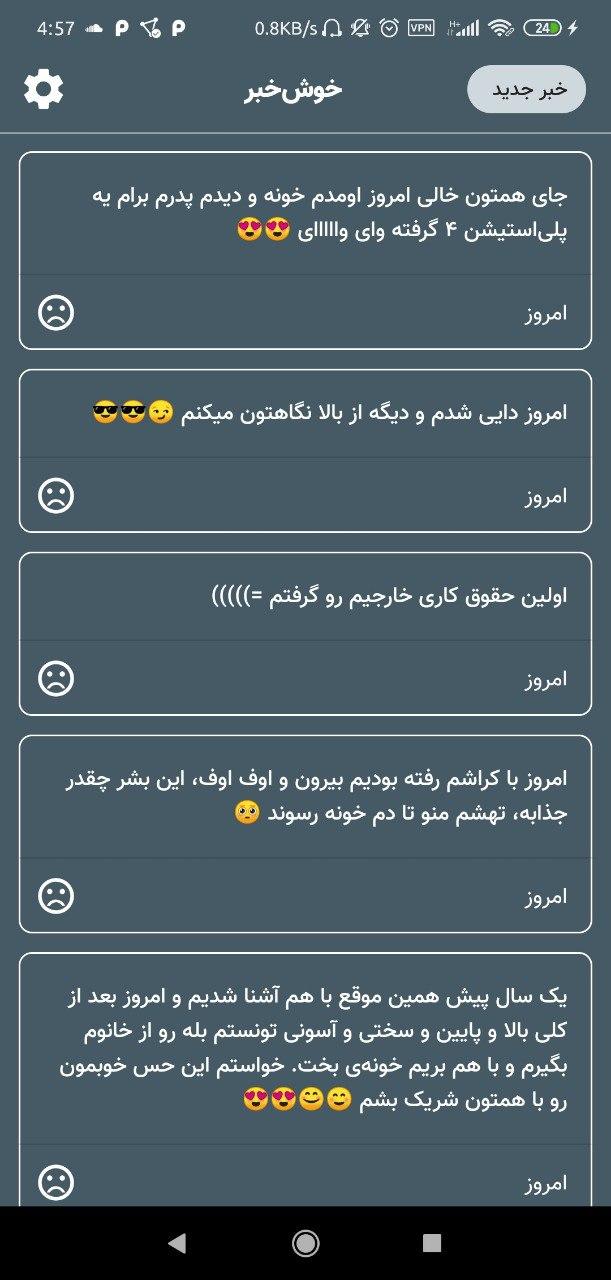 4:57
0.8KB/s
VPN
H+
24
خبر جدید
خوش‌خبر
جای همتون خالی امروز اومدم خونه و دیدم پدرم برام یه
پلی‌استیشن ۴ گرفته وای واااااای 😍😍
امروز
امروز دایی شدم و دیگه از بالا نگاهتون میکنم 😏😎😎
امروز
اولین حقوق کاری خارجیم رو گرفتم =)))))
امروز
امروز با کراشم رفته بودیم بیرون و اوف اوف، این بشر چقدر
جذابه، تهشم منو تا دم خونه رسوند 🥺
امروز
یک سال پیش همین موقع با هم آشنا شدیم و امروز بعد از
کلی بالا و پایین و سختی و آسونی تونستم بله رو از خانوم
بگیرم و با هم بریم خونه‌ی بخت. خواستم این حس خوبمون
رو با همتون شریک بشم 😊😊😍😍
امروز